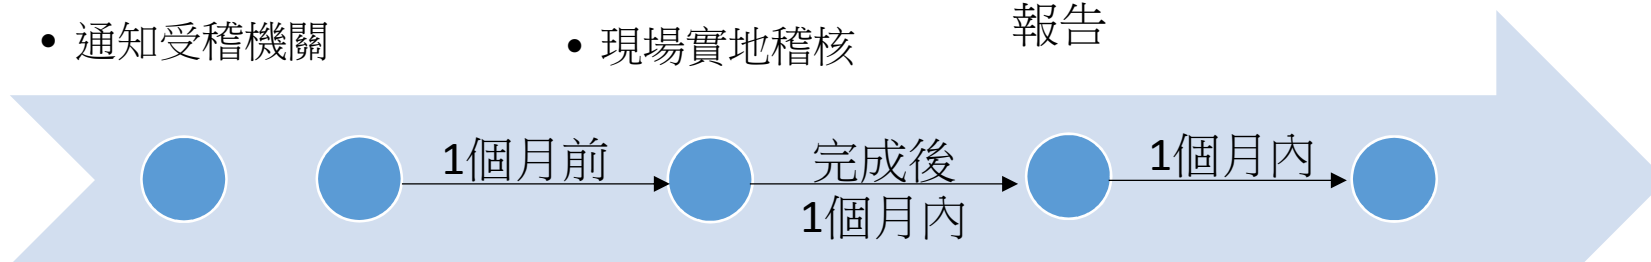 • 通知受稽機關
• 現場實地稽核
報告
1個月前
完成後
1個月內
1個月內